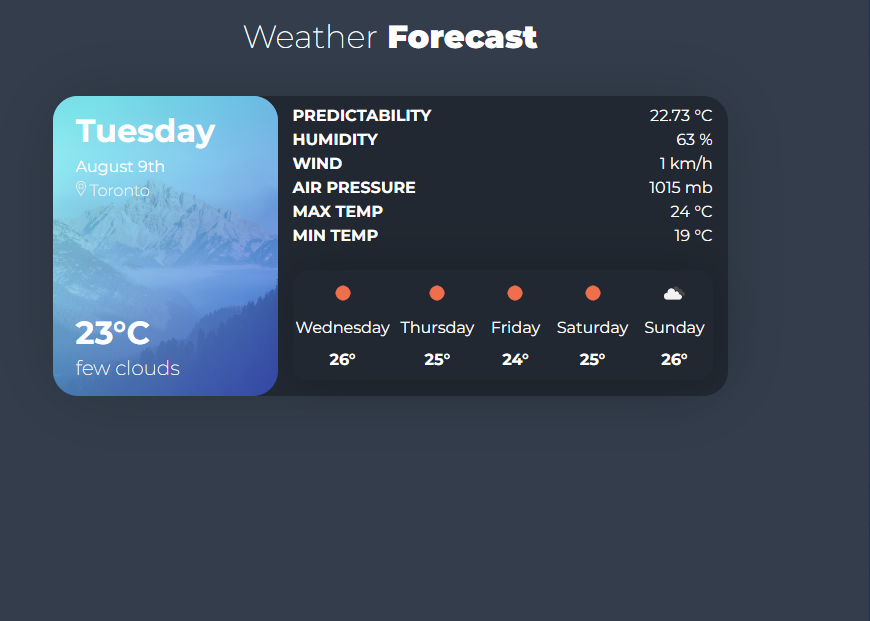 Weather Forecast
Tuesday
August 9th
Toronto
23°C
few clouds
PREDICTABILITY 22.73 °C
HUMIDITY 63 %
WIND 1 km/h
AIR PRESSURE 1015 mb
MAX TEMP 24 °C
MIN TEMP 19 °C
Wednesday Thursday Friday Saturday Sunday
26° 25° 24° 25° 26°